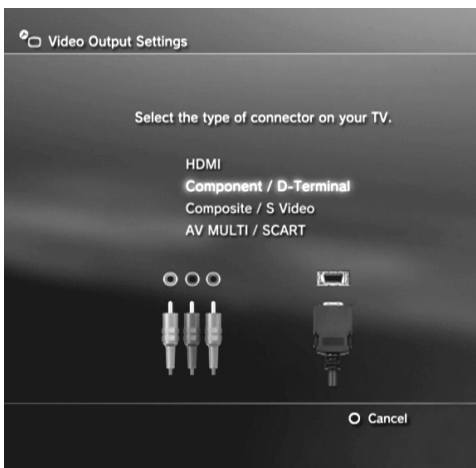 Video Output Settings
Select the type of connector on your TV.
HDMI
Component / D-Terminal
Composite / S Video
AV MULTI / SCART
Cancel